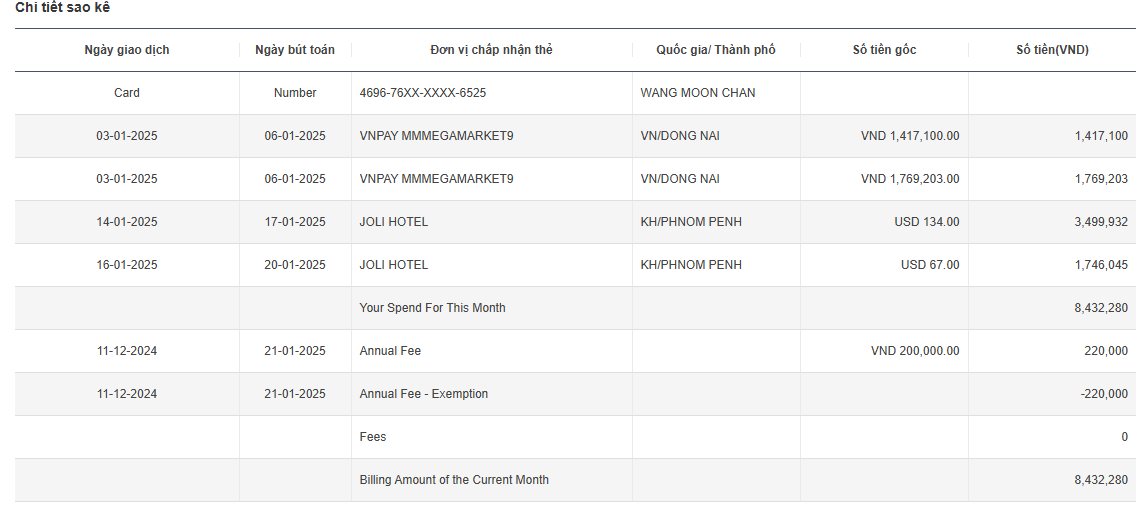 Chi tiết sao kê
Ngày giao dịch Ngày bút toán Đơn vị chấp nhận thẻ Quốc gia/ Thành phố Số tiền gốc Số tiền(VND)
Card Number 4696-76XX-XXXX-6525 WANG MOON CHAN
03-01-2025 06-01-2025 VNPAY MMMEGAMARKET9 VN/DONG NAI VND 1,417,100.00 1,417,100
03-01-2025 06-01-2025 VNPAY MMMEGAMARKET9 VN/DONG NAI VND 1,769,203.00 1,769,203
14-01-2025 17-01-2025 JOLI HOTEL KH/PHNOM PENH USD 134.00 3,499,932
16-01-2025 20-01-2025 JOLI HOTEL KH/PHNOM PENH USD 67.00 1,746,045
Your Spend For This Month 8,432,280
11-12-2024 21-01-2025 Annual Fee VND 200,000.00 220,000
11-12-2024 21-01-2025 Annual Fee - Exemption -220,000
Fees 0
Billing Amount of the Current Month 8,432,280